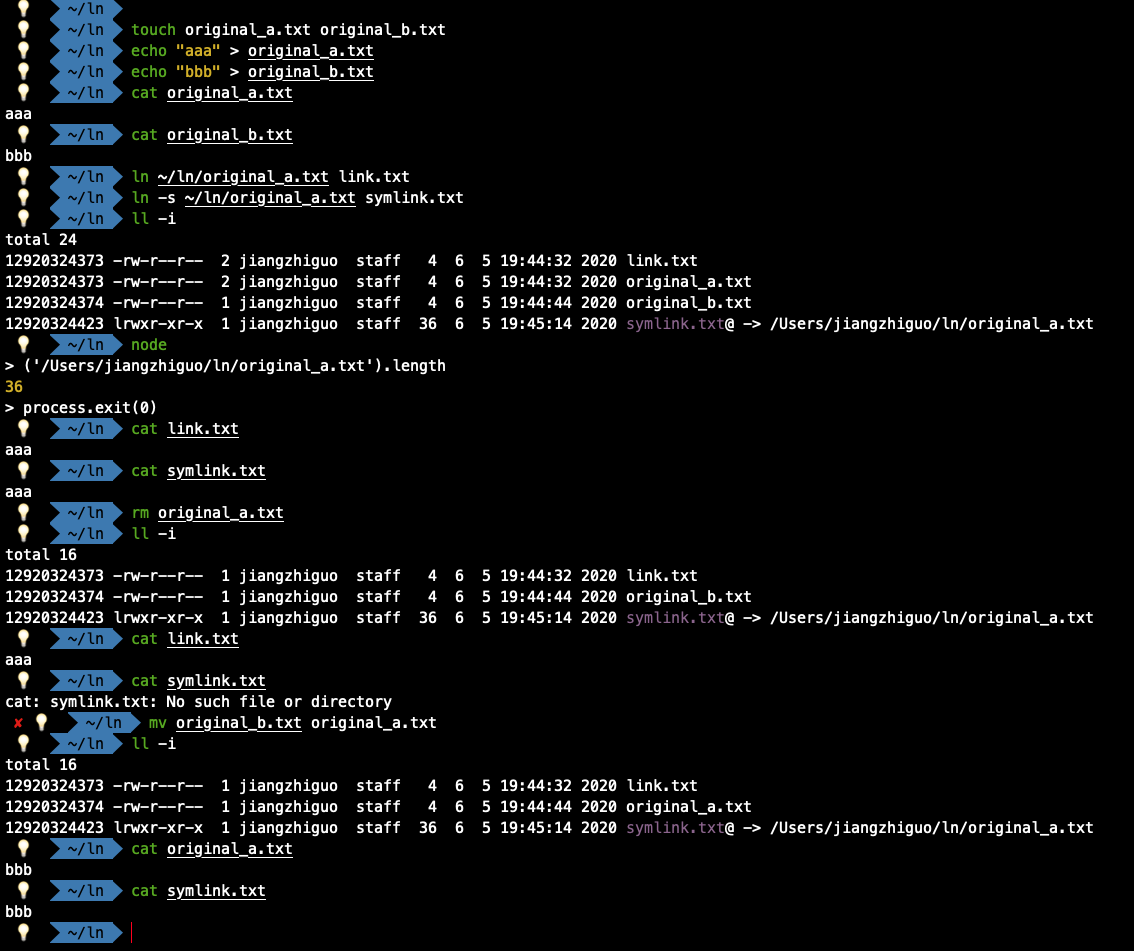 ~/ln
~/ln touch original_a.txt original_b.txt
~/ln echo "aaa" > original_a.txt
~/ln echo "bbb" > original_b.txt
~/ln cat original_a.txt
aaa
~/ln cat original_b.txt
bbb
~/ln ln ~/ln/original_a.txt link.txt
~/ln ln -s ~/ln/original_a.txt symlink.txt
~/ln ll -i
total 24
12920324373 -rw-r--r--  2 jiangzhiguo  staff   4  6  5 19:44:32 2020 link.txt
12920324373 -rw-r--r--  2 jiangzhiguo  staff   4  6  5 19:44:32 2020 original_a.txt
12920324374 -rw-r--r--  1 jiangzhiguo  staff   4  6  5 19:44:44 2020 original_b.txt
12920324423 lrwxr-xr-x  1 jiangzhiguo  staff  36  6  5 19:45:14 2020 symlink.txt@ -> /Users/jiangzhiguo/ln/original_a.txt
~/ln node
> ('/Users/jiangzhiguo/ln/original_a.txt').length
36
> process.exit(0)
~/ln cat link.txt
aaa
~/ln cat symlink.txt
aaa
~/ln rm original_a.txt
~/ln ll -i
total 16
12920324373 -rw-r--r--  1 jiangzhiguo  staff   4  6  5 19:44:32 2020 link.txt
12920324374 -rw-r--r--  1 jiangzhiguo  staff   4  6  5 19:44:44 2020 original_b.txt
12920324423 lrwxr-xr-x  1 jiangzhiguo  staff  36  6  5 19:45:14 2020 symlink.txt@ -> /Users/jiangzhiguo/ln/original_a.txt
~/ln cat link.txt
aaa
~/ln cat symlink.txt
cat: symlink.txt: No such file or directory
✘ ~/ln mv original_b.txt original_a.txt
~/ln ll -i
total 16
12920324373 -rw-r--r--  1 jiangzhiguo  staff   4  6  5 19:44:32 2020 link.txt
12920324374 -rw-r--r--  1 jiangzhiguo  staff   4  6  5 19:44:44 2020 original_a.txt
12920324423 lrwxr-xr-x  1 jiangzhiguo  staff  36  6  5 19:45:14 2020 symlink.txt@ -> /Users/jiangzhiguo/ln/original_a.txt
~/ln cat original_a.txt
bbb
~/ln cat symlink.txt
bbb
~/ln